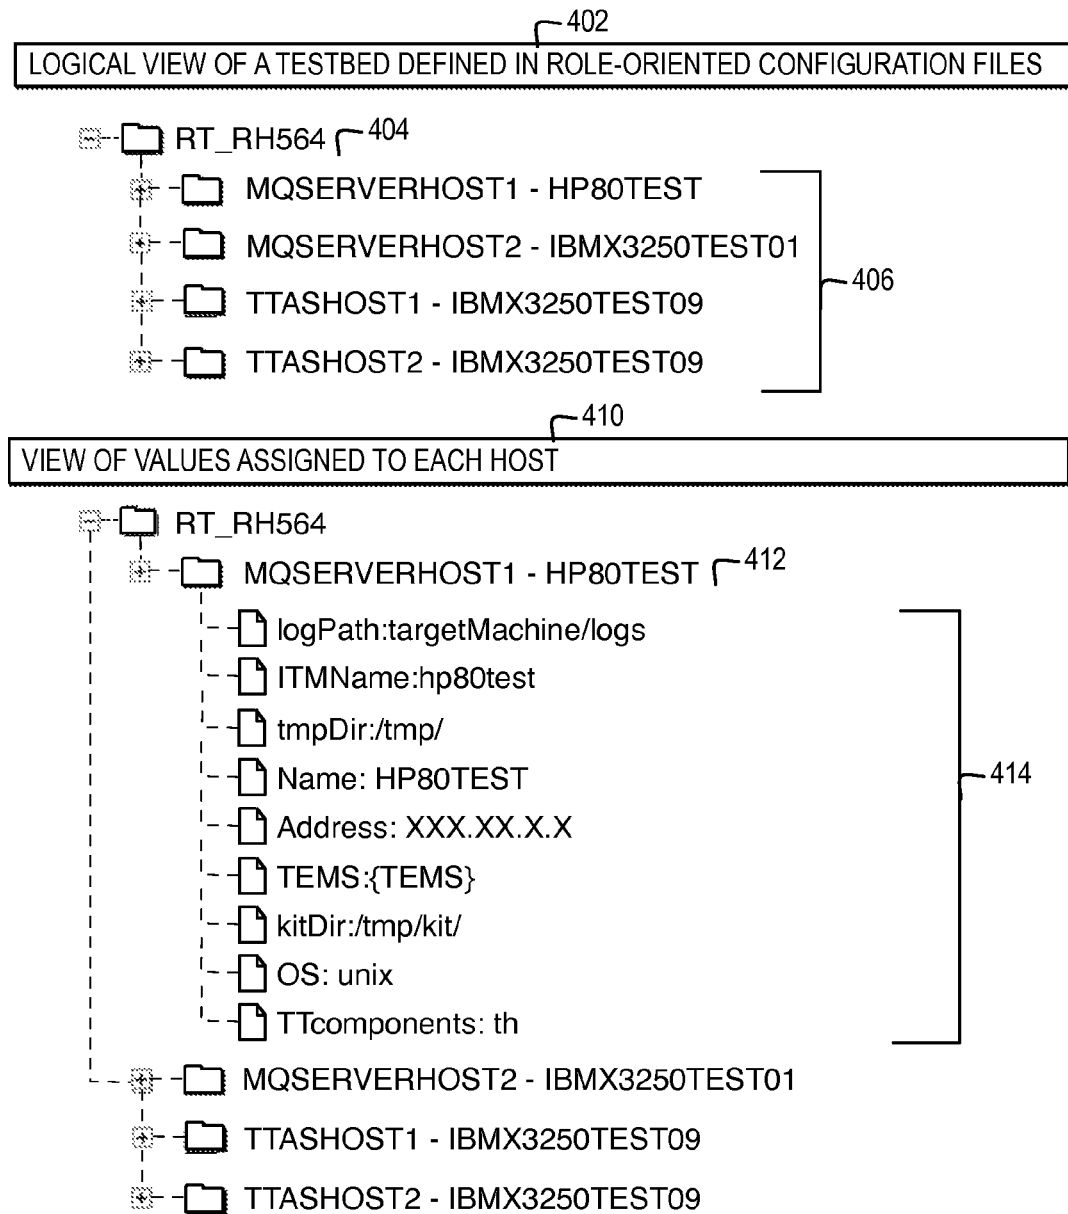 402
LOGICAL VIEW OF A TESTBED DEFINED IN ROLE-ORIENTED CONFIGURATION FILES
RT_RH564 404
MQSERVERHOST1 - HP80TEST
MQSERVERHOST2 - IBMX3250TEST01
406
TTASHOST1 - IBMX3250TEST09
TTASHOST2 - IBMX3250TEST09
410
VIEW OF VALUES ASSIGNED TO EACH HOST
RT_RH564
MQSERVERHOST1 - HP80TEST 412
logPath:targetMachine/logs
ITMName:hp80test
tmpDir:/tmp/
Name: HP80TEST
414
Address: XXX.XX.X.X
TEMS:{TEMS}
kitDir:/tmp/kit/
OS: unix
TTcomponents: th
MQSERVERHOST2 - IBMX3250TEST01
TTASHOST1 - IBMX3250TEST09
TTASHOST2 - IBMX3250TEST09